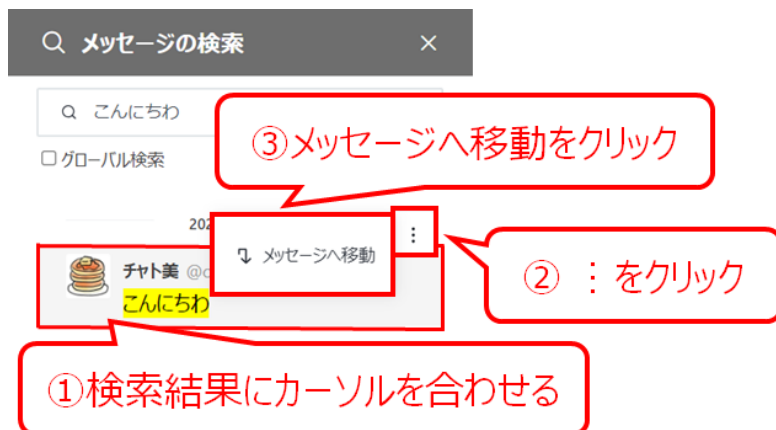 メッセージの検索
こんにちわ
③メッセージへ移動をクリック
グローバル検索
202
メッセージへ移動
② ⋮をクリック
チャト美 @c
こんにちわ
①検索結果にカーソルを合わせる